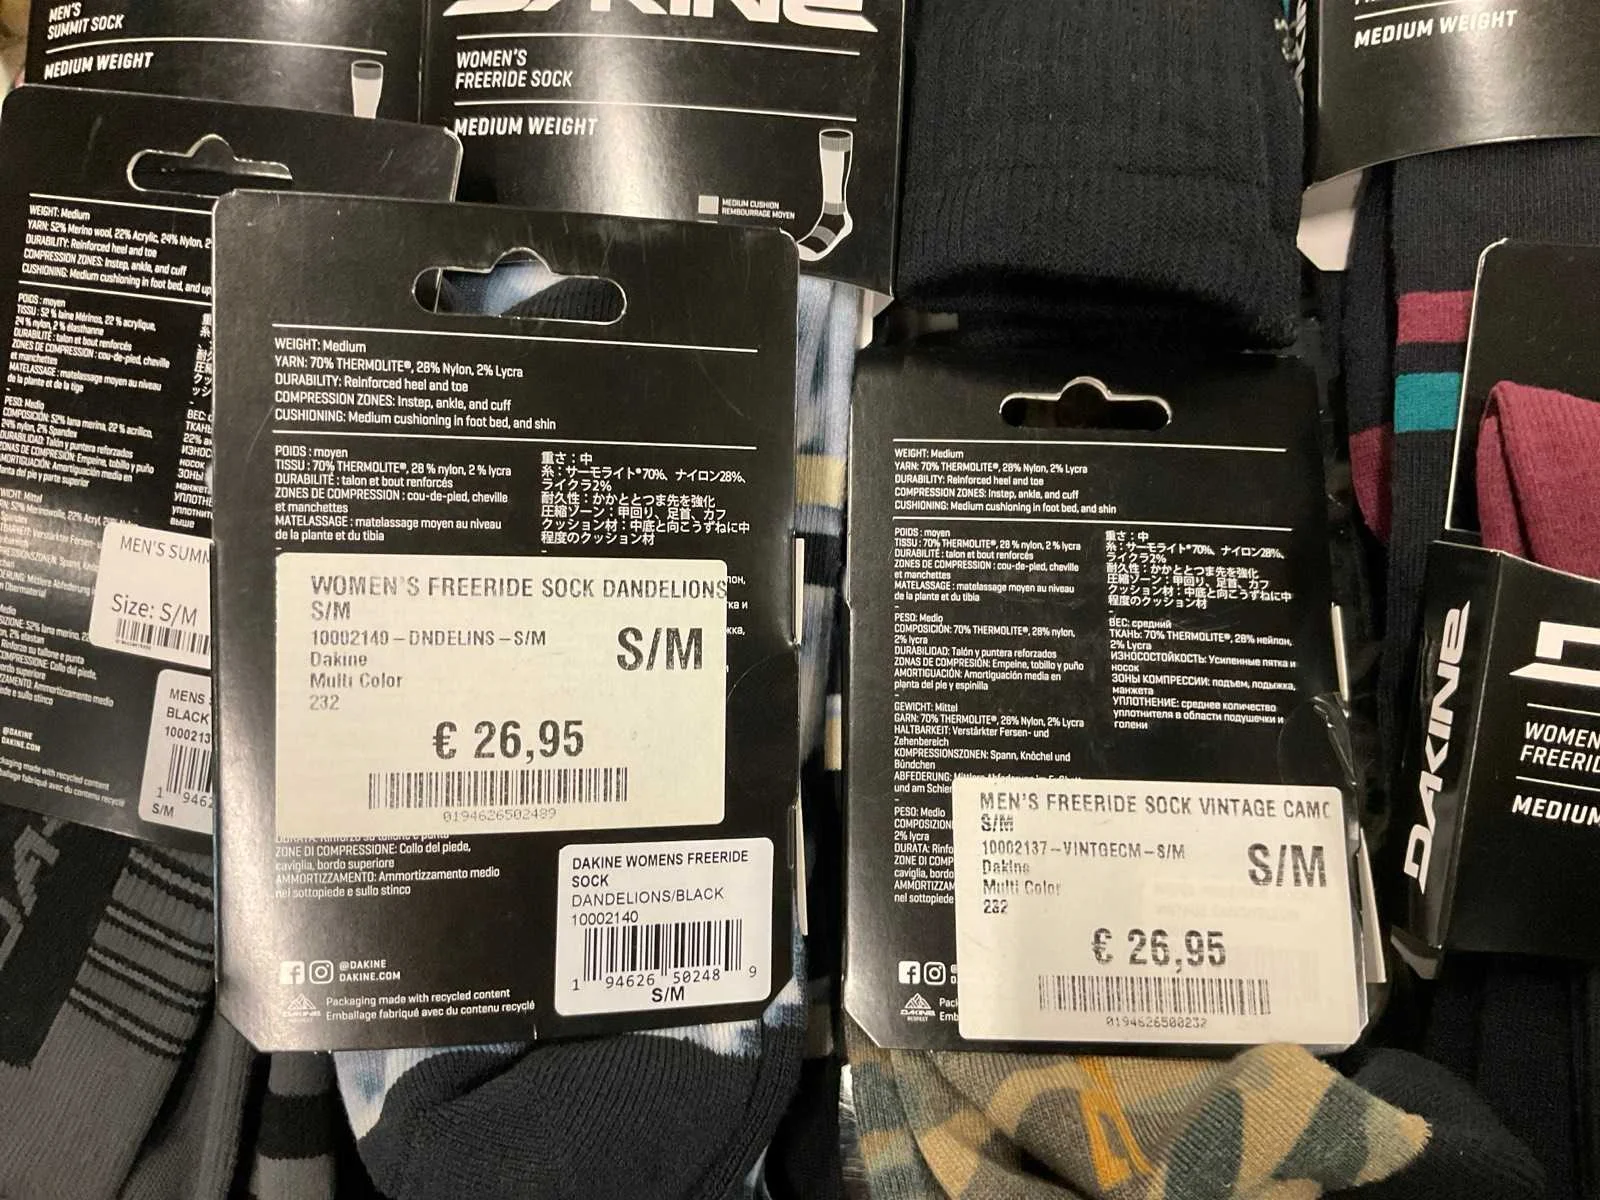 MEN'S
SUMMIT SOCK
MEDIUM WEIGHT
DAKINE
WOMEN'S
FREERIDE SOCK
MEDIUM WEIGHT
MEDIUM CUSHION
REMBOURRAGE MOYEN
MEDIUM WEIGHT
WEIGHT: Medium
YARN: 52% Merino wool, 22% Acrylic, 24% Nylon,
DURABILITY: Reinforced heel and toe
COMPRESSION ZONES: Instep, ankle, and cuff
CUSHIONING: Medium cushioning in foot bed, and
POIDS : moyen
TISSU : 52 % laine Mérinos, 22 % acrylique,
24 % nylon, 2 % élasthanne
DURABILITÉ : talon et bout renforcés
ZONES DE COMPRESSION : cou-de-pied, cheville
et manchettes
MATELASSAGE : matelassage moyen au niveau
de la plante et de la tige
PESO: Medio
COMPOSICIÓN: 52% lana merina, 22 % acrílico,
24% nylon, 2% Spandex
DURABILIDAD: Talón y puntera reforzados
ZONAS DE COMPRESIÓN: Empeine, tobillo y puño
MEN'S
Size: S/M
MENS
BLACK
S/M
@DAKINE
DAKINE.COM
WEIGHT: Medium
YARN: 70% THERMOLITE®, 28% Nylon, 2% Lycra
DURABILITY: Reinforced heel and toe
COMPRESSION ZONES: Instep, ankle, and cuff
CUSHIONING: Medium cushioning in foot bed, and shin
POIDS : moyen
TISSU : 70% THERMOLITE®, 28 % nylon, 2 % lycra
DURABILITÉ : talon et bout renforcés
ZONES DE COMPRESSION : cou-de-pied, cheville
et manchettes
MATELASSAGE : matelassage moyen au niveau
de la plante et du tibia
重さ：中
糸：サーモライト®70%、ナイロン28%、
ライクラ2%
耐久性：かかととつま先を強化
圧縮ゾーン：甲回り、足首、カフ
クッション材：中底と向こうずねに中
程度のクッション材
WOMEN'S FREERIDE SOCK DANDELIONS
S/M
10002140-DNDELINS-S/M
Dakine
Multi Color
232
S/M
€ 26,95
0194626502489
ZONE DI COMPRESSIONE: Collo del piede,
caviglia, bordo superiore
AMMORTIZZAMENTO: Ammortizzamento medio
nel sottopiede e sullo stinco
@DAKINE
DAKINE.COM
Packaging made with recycled content
Emballage fabriqué avec du contenu recyclé
DAKINE WOMENS FREERIDE
SOCK
DANDELIONS/BLACK
10002140
1 94626 50248 9
S/M
WEIGHT: Medium
YARN: 70% THERMOLITE®, 28% Nylon, 2% Lycra
DURABILITY: Reinforced heel and toe
COMPRESSION ZONES: Instep, ankle, and cuff
CUSHIONING: Medium cushioning in foot bed, and shin
POIDS : moyen
TISSU : 70% THERMOLITE®, 28 % nylon, 2 % lycra
DURABILITÉ : talon et bout renforcés
ZONES DE COMPRESSION : cou-de-pied, cheville
et manchettes
MATELASSAGE : matelassage moyen au niveau
de la plante et du tibia
PESO: Medio
COMPOSICIÓN: 70% THERMOLITE®, 28% nylon,
2% lycra
DURABILIDAD: Talón y puntera reforzados
ZONAS DE COMPRESIÓN: Empeine, tobillo y puño
AMORTIGUACIÓN: Amortiguación media en
planta del pie y espinilla
GEWICHT: Mittel
GARN: 70% THERMOLITE®, 28% Nylon, 2% Lycra
HALTBARKEIT: Verstärkter Fersen- und
Zehenbereich
KOMPRESSIONSZONEN: Spann, Knöchel und
Bündchen
PESO: Medio
2% lycra
重さ：中
糸：サーモライト®70%、ナイロン28%、
ライクラ2%
耐久性：かかととつま先を強化
圧縮ゾーン：甲回り、足首、カフ
クッション材：中底と向こうずねに中
程度のクッション材
ВЕС: средний
ТКАНЬ: 70% THERMOLITE®, 28% нейлон,
2% Lycra
ИЗНОСОСТОЙКОСТЬ: Усиленные пятка и
носок
ЗОНЫ КОМПРЕССИИ: подъем, лодыжка,
манжета
УПЛОТНЕНИЕ: среднее количество
уплотнителя в области подушечки и
голени
MEN'S FREERIDE SOCK VINTAGE CAMO
S/M
10002137-VINTGECM-S/M
Dakine
Multi Color
232
S/M
€ 26,95
0194626500232
DAKINE
WOMEN
MEDIUM